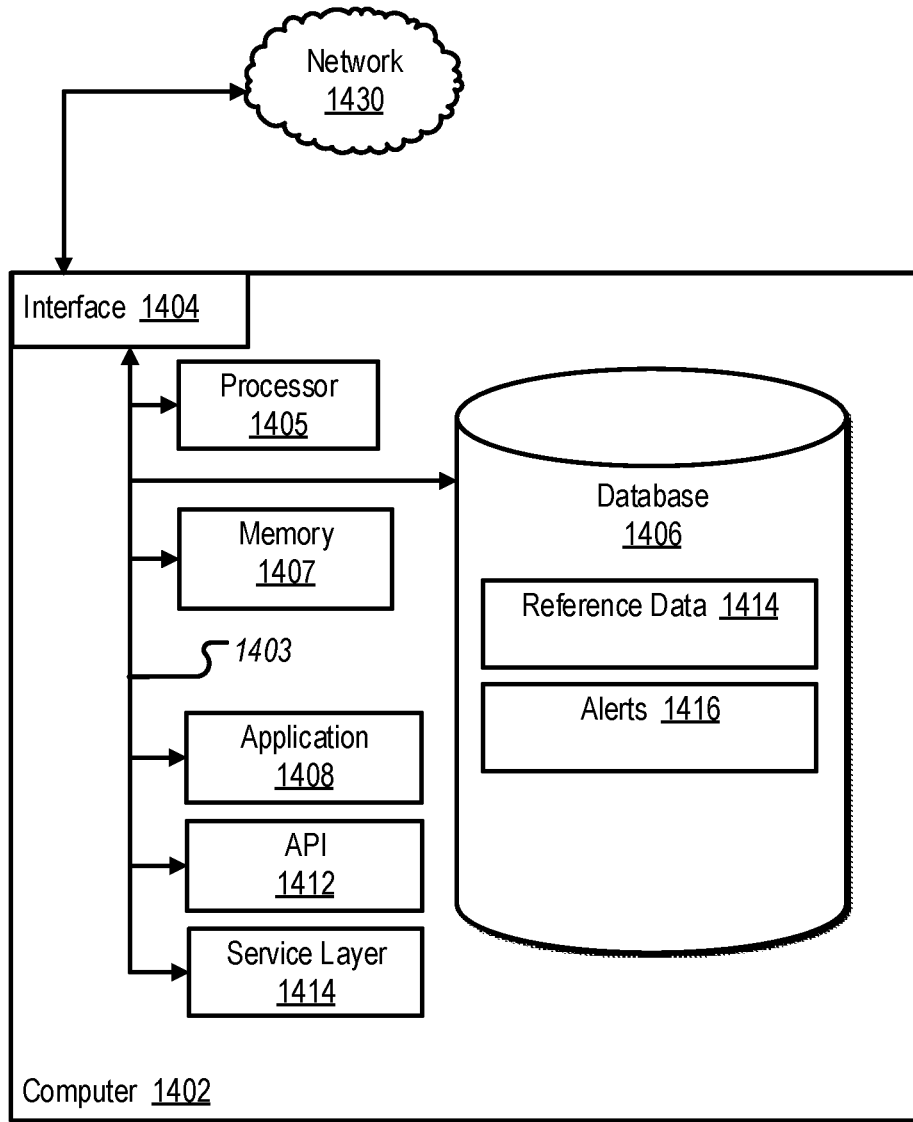 Network
1430
Interface 1404
Processor
1405
Database
1406
Memory
1407
Reference Data 1414
1403
Alerts 1416
Application
1408
API
1412
Service Layer
1414
Computer 1402